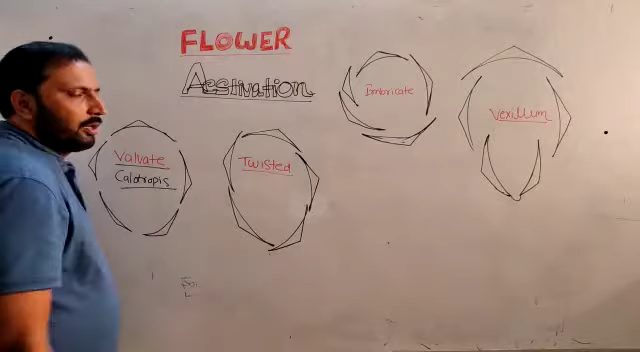 FLOWER
Aestivation
Valvate
Calotropis
Twisted
Imbricate
Vexillum